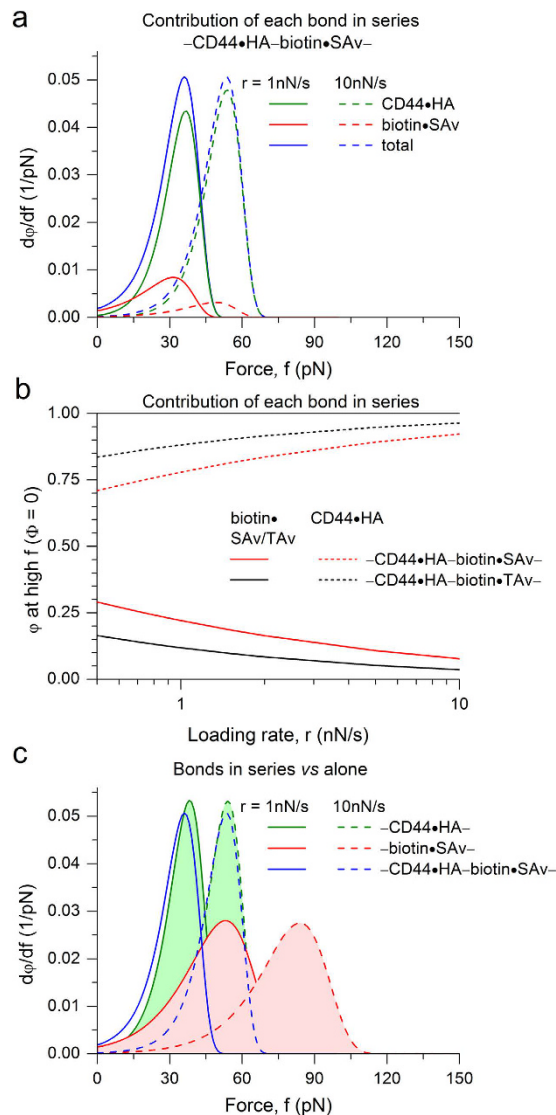 a
Contribution of each bond in series
–CD44•HA–biotin•SAv–
r = 1nN/s 10nN/s
CD44•HA
biotin•SAv
total
dφ/df (1/pN)
0.05
0.04
0.03
0.02
0.01
0.00
0 30 60 90 120 150
Force, f (pN)
b
Contribution of each bond in series
φ at high f (Φ = 0)
1.00
0.75
0.50
0.25
0.00
biotin• CD44•HA
SAv/TAv
–CD44•HA–biotin•SAv–
–CD44•HA–biotin•TAv–
1 10
Loading rate, r (nN/s)
c
Bonds in series vs alone
r = 1nN/s 10nN/s
–CD44•HA–
–biotin•SAv–
–CD44•HA–biotin•SAv–
dφ/df (1/pN)
0.05
0.04
0.03
0.02
0.01
0.00
0 30 60 90 120 150
Force, f (pN)